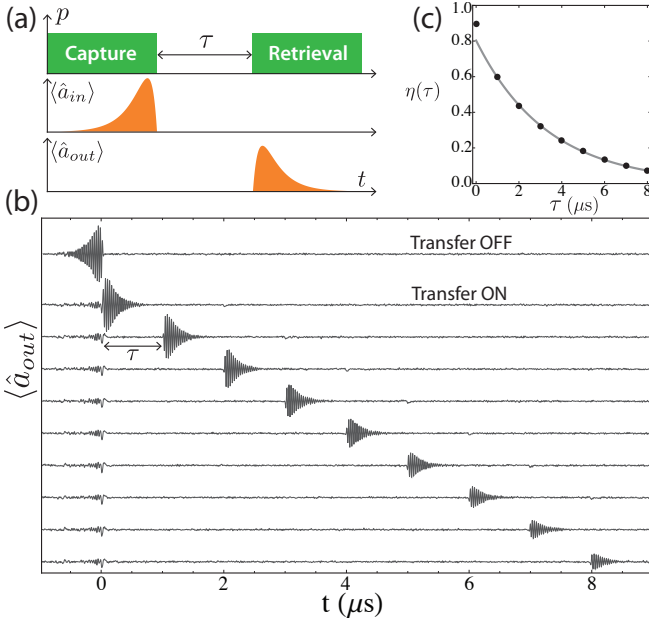 (a)
p
Capture
τ
Retrieval
⟨â_in⟩
⟨â_out⟩
t
(c)
1.0
0.8
0.6
η(τ)
0.4
0.2
0.0
0 2 4 6 8
τ (μs)
(b)
Transfer OFF
Transfer ON
τ
⟨â_out⟩
0 2 4 6 8
t (μs)